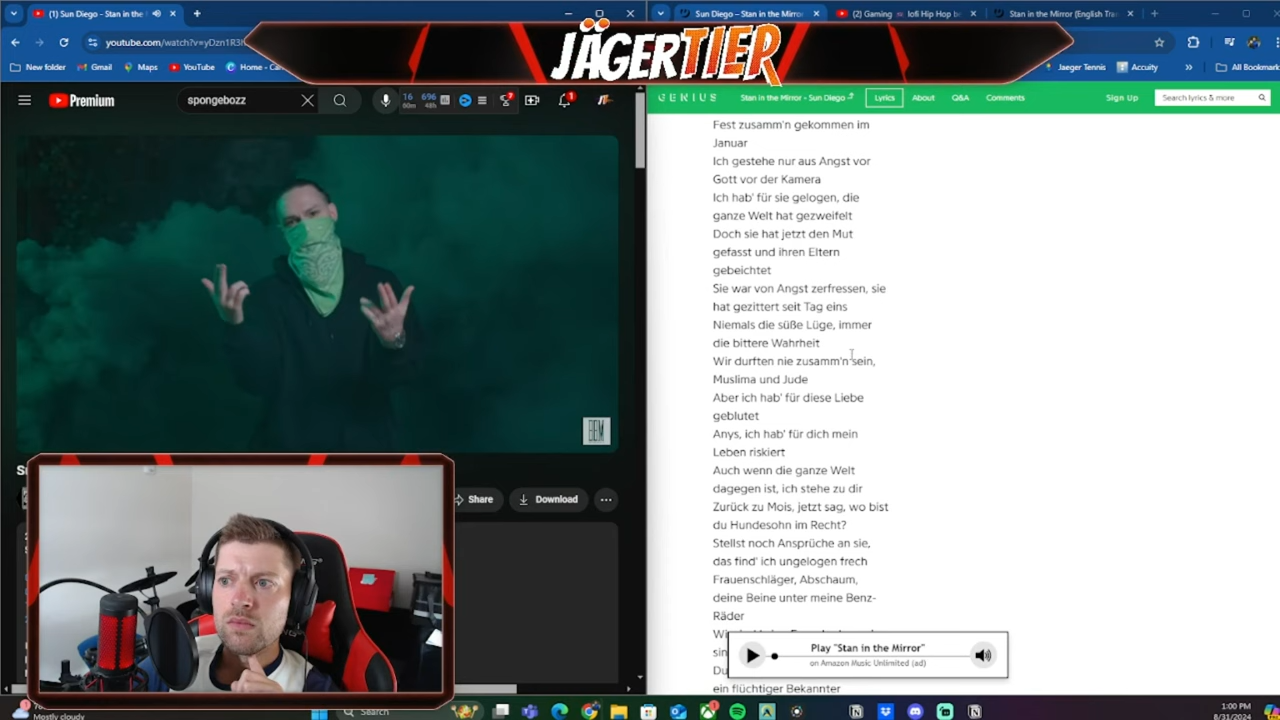 (1) Sun Diego - Stan in the
Sun Diego – Stan in the Mirror
(2) Gaming
lofi Hip Hop b
Stan in the Mirror (English Tra
youtube.com/watch?v=yDzn1R3
JÄGERTIER
New folder
Gmail
Maps
YouTube
Home - Ca
Jaeger Tennis
Accuity
»
All Bookmark
Premium
spongebozz
16
60m
696
48h
GENIUS
Stan in the Mirror - Sun Diego
Lyrics
About
Q&A
Comments
Sign Up
Search lyrics & more
Fest zusamm'n gekommen im
Januar
Ich gestehe nur aus Angst vor
Gott vor der Kamera
Ich hab' für sie gelogen, die
ganze Welt hat gezweifelt
Doch sie hat jetzt den Mut
gefasst und ihren Eltern
gebeichtet
Sie war von Angst zerfressen, sie
hat gezittert seit Tag eins
Niemals die süße Lüge, immer
die bittere Wahrheit
Wir durften nie zusamm'n sein,
Muslima und Jude
Aber ich hab' für diese Liebe
geblutet
Anys, ich hab' für dich mein
Leben riskiert
Auch wenn die ganze Welt
dagegen ist, ich stehe zu dir
Zurück zu Mois, jetzt sag, wo bist
du Hundesohn im Recht?
Stellst noch Ansprüche an sie,
das find' ich ungelogen frech
Frauenschläger, Abschaum,
deine Beine unter meine Benz-
Räder
ein flüchtiger Bekannter
Play "Stan in the Mirror"
on Amazon Music Unlimited (ad)
BBM
Share
Download
Mostly cloudy
Search
1:00 PM
8/31/2024